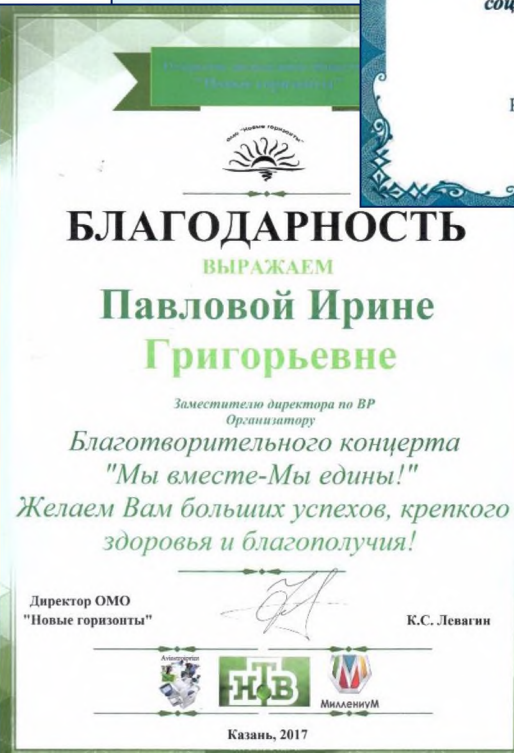 соц
БЛАГОДАРНОСТЬ
ВЫРАЖАЕМ
Павловой Ирине
Григорьевне
Заместителю директора по ВР
Организатору
Благотворительного концерта
"Мы вместе-Мы едины!"
Желаем Вам больших успехов, крепкого
здоровья и благополучия!
Директор ОМО
"Новые горизонты"
К.С. Левагин
НТВ
МиллениуМ
Казань, 2017